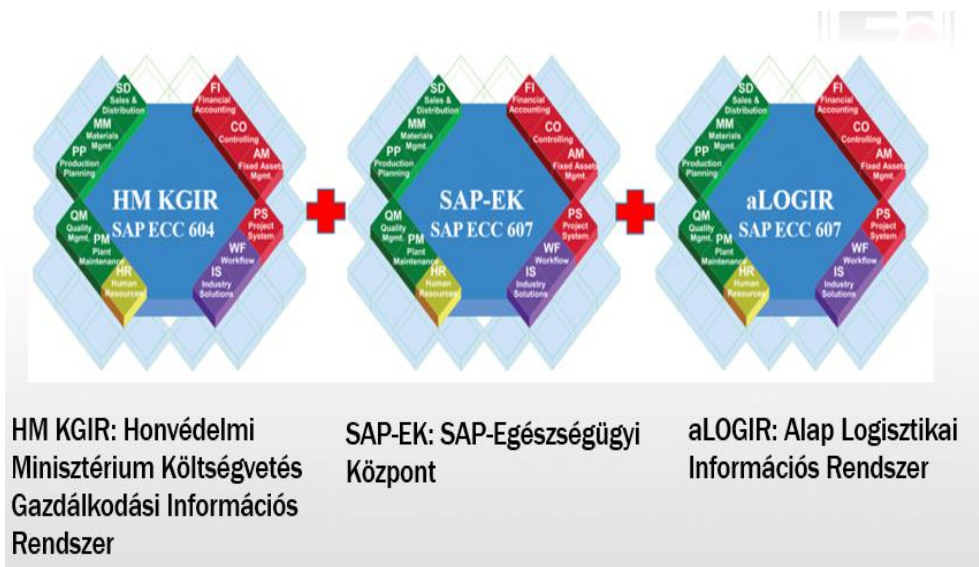 SD
Sales &
Distribution
MM
Materials
Mgmt.
PP
Production
Planning
FI
Financial
Accounting
CO
Controlling
AM
Fixed Assets
Mgmt.
HM KGIR
SAP ECC 604
QM
Quality
Mgmt.
PM
Plant
Maintenance
HR
Human
Resources
PS
Project
System
WF
Workflow
IS
Industry
Solutions
SD
Sales &
Distribution
MM
Materials
Mgmt.
PP
Production
Planning
FI
Financial
Accounting
CO
Controlling
AM
Fixed Assets
Mgmt.
SAP-EK
SAP ECC 607
QM
Quality
Mgmt.
PM
Plant
Maintenance
HR
Human
Resources
PS
Project
System
WF
Workflow
IS
Industry
Solutions
SD
Sales &
Distribution
MM
Materials
Mgmt.
PP
Production
Planning
FI
Financial
Accounting
CO
Controlling
AM
Fixed Assets
Mgmt.
aLOGIR
SAP ECC 607
QM
Quality
Mgmt.
PM
Plant
Maintenance
HR
Human
Resources
PS
Project
System
WF
Workflow
IS
Industry
Solutions
HM KGIR: Honvédelmi
Minisztérium Költségvetés
Gazdálkodási Információs
Rendszer
SAP-EK: SAP-Egészségügyi
Központ
aLOGIR: Alap Logisztikai
Információs Rendszer